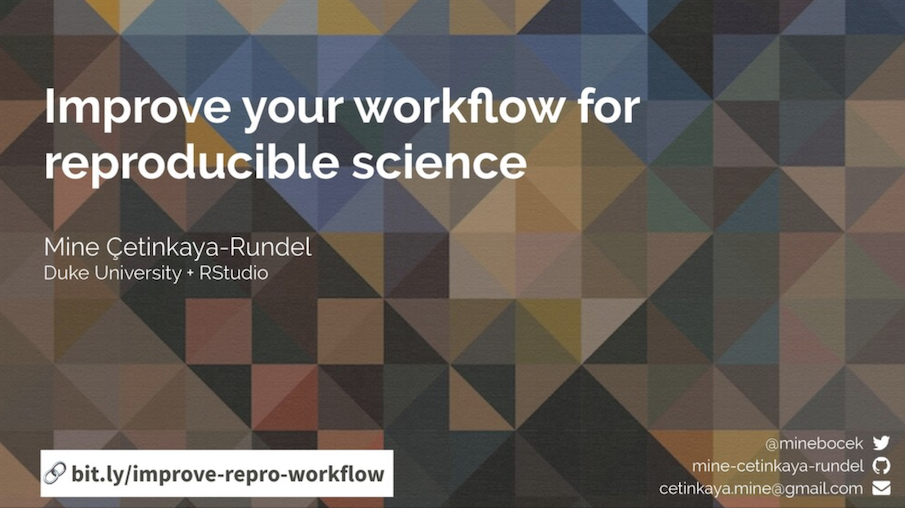 Improve your workflow for
reproducible science
Mine Çetinkaya-Rundel
Duke University + RStudio
bit.ly/improve-repro-workflow
@minebocek
mine-cetinkaya-rundel
cetinkaya.mine@gmail.com